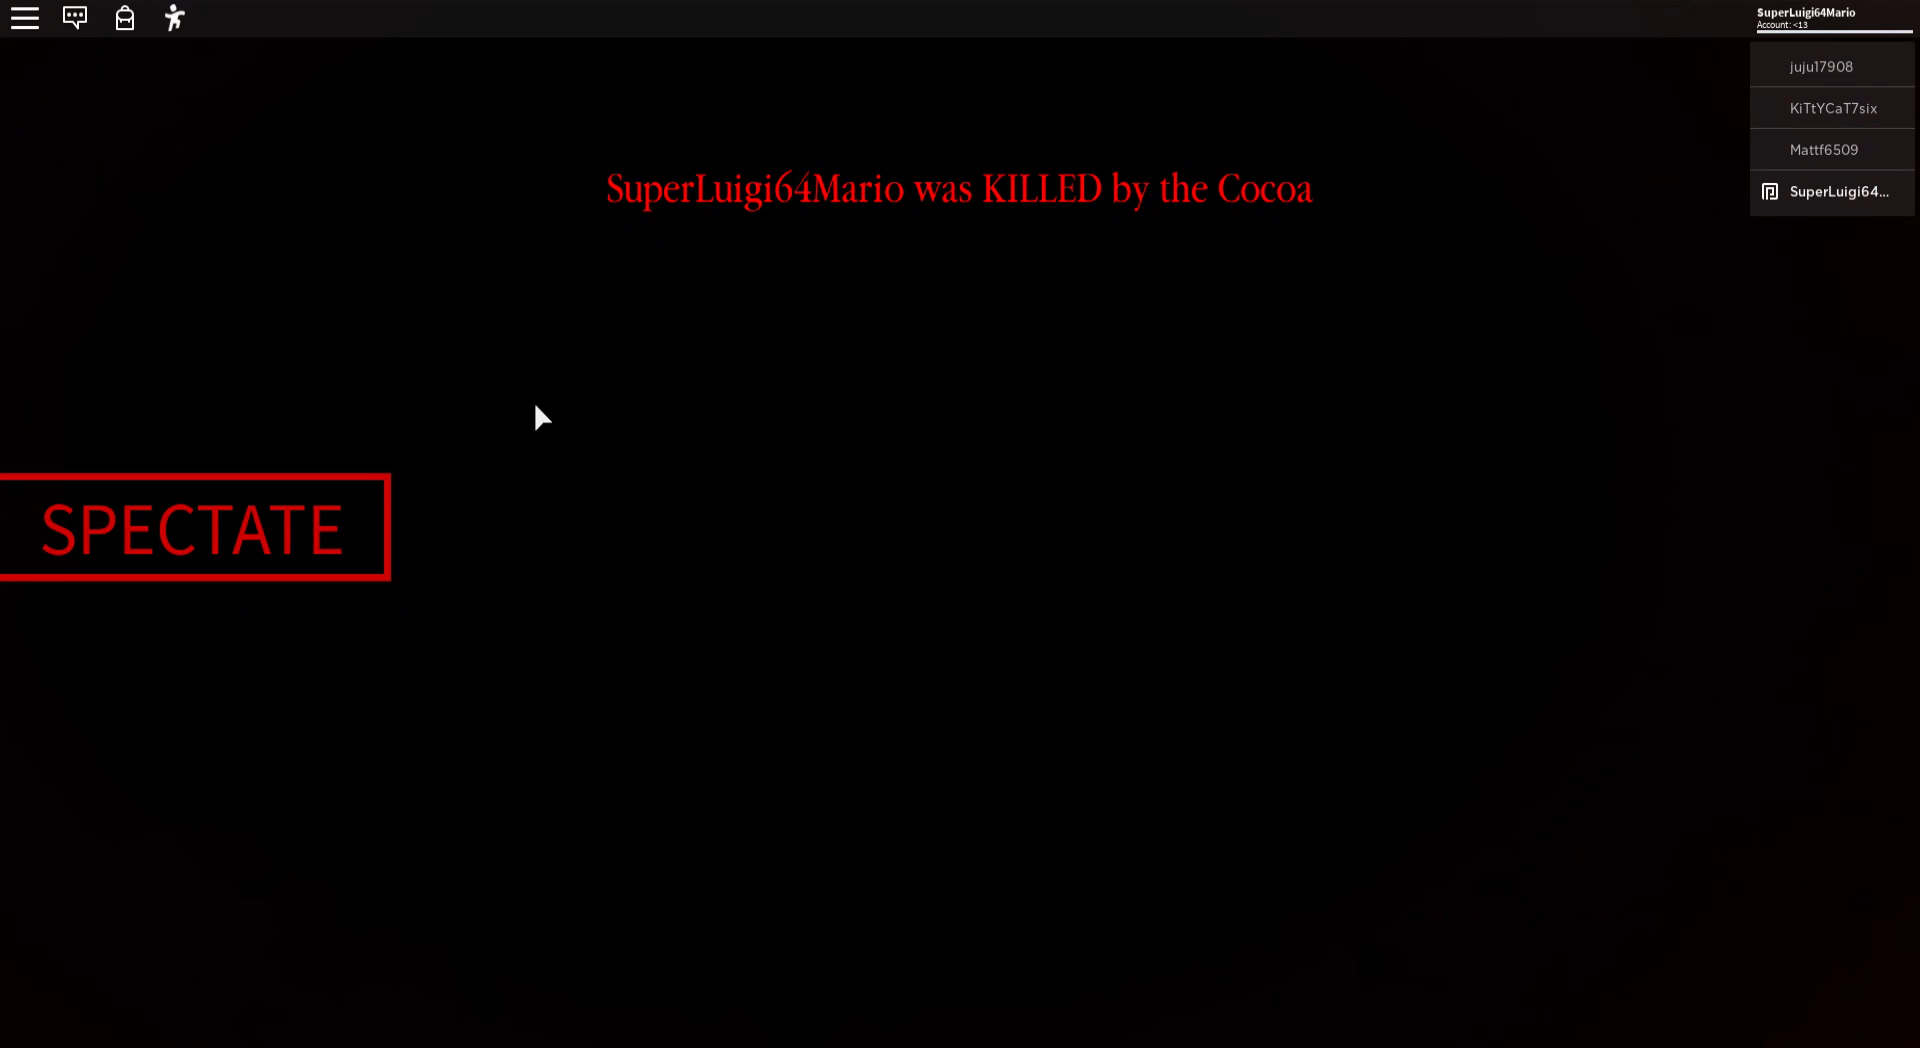 SuperLuigi64Mario
Account: <13
juju17908
KiTtYCaT7six
Mattf6509
SuperLuigi64...
SuperLuigi64Mario was KILLED by the Cocoa
SPECTATE